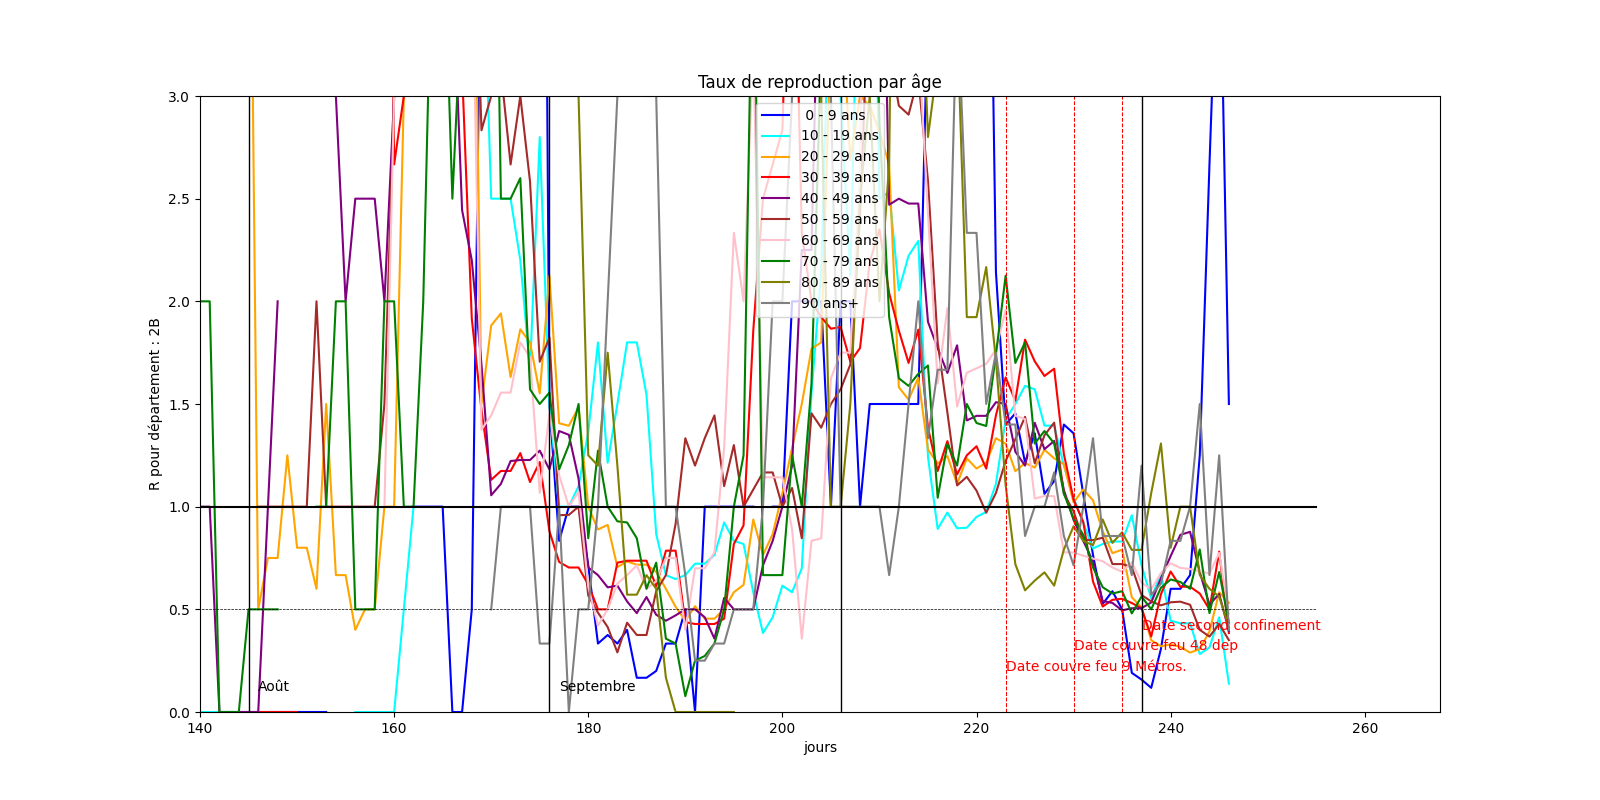 Taux de reproduction par âge
R pour département : 2B
3.0
2.5
2.0
1.5
1.0
0.5
0.0
0 - 9 ans
10 - 19 ans
20 - 29 ans
30 - 39 ans
40 - 49 ans
50 - 59 ans
60 - 69 ans
70 - 79 ans
80 - 89 ans
90 ans+
Date second confinement
Date couvre feu 48 dep
Date couvre feu 9 Métros.
Août
Septembre
140
160
180
200
220
240
260
jours